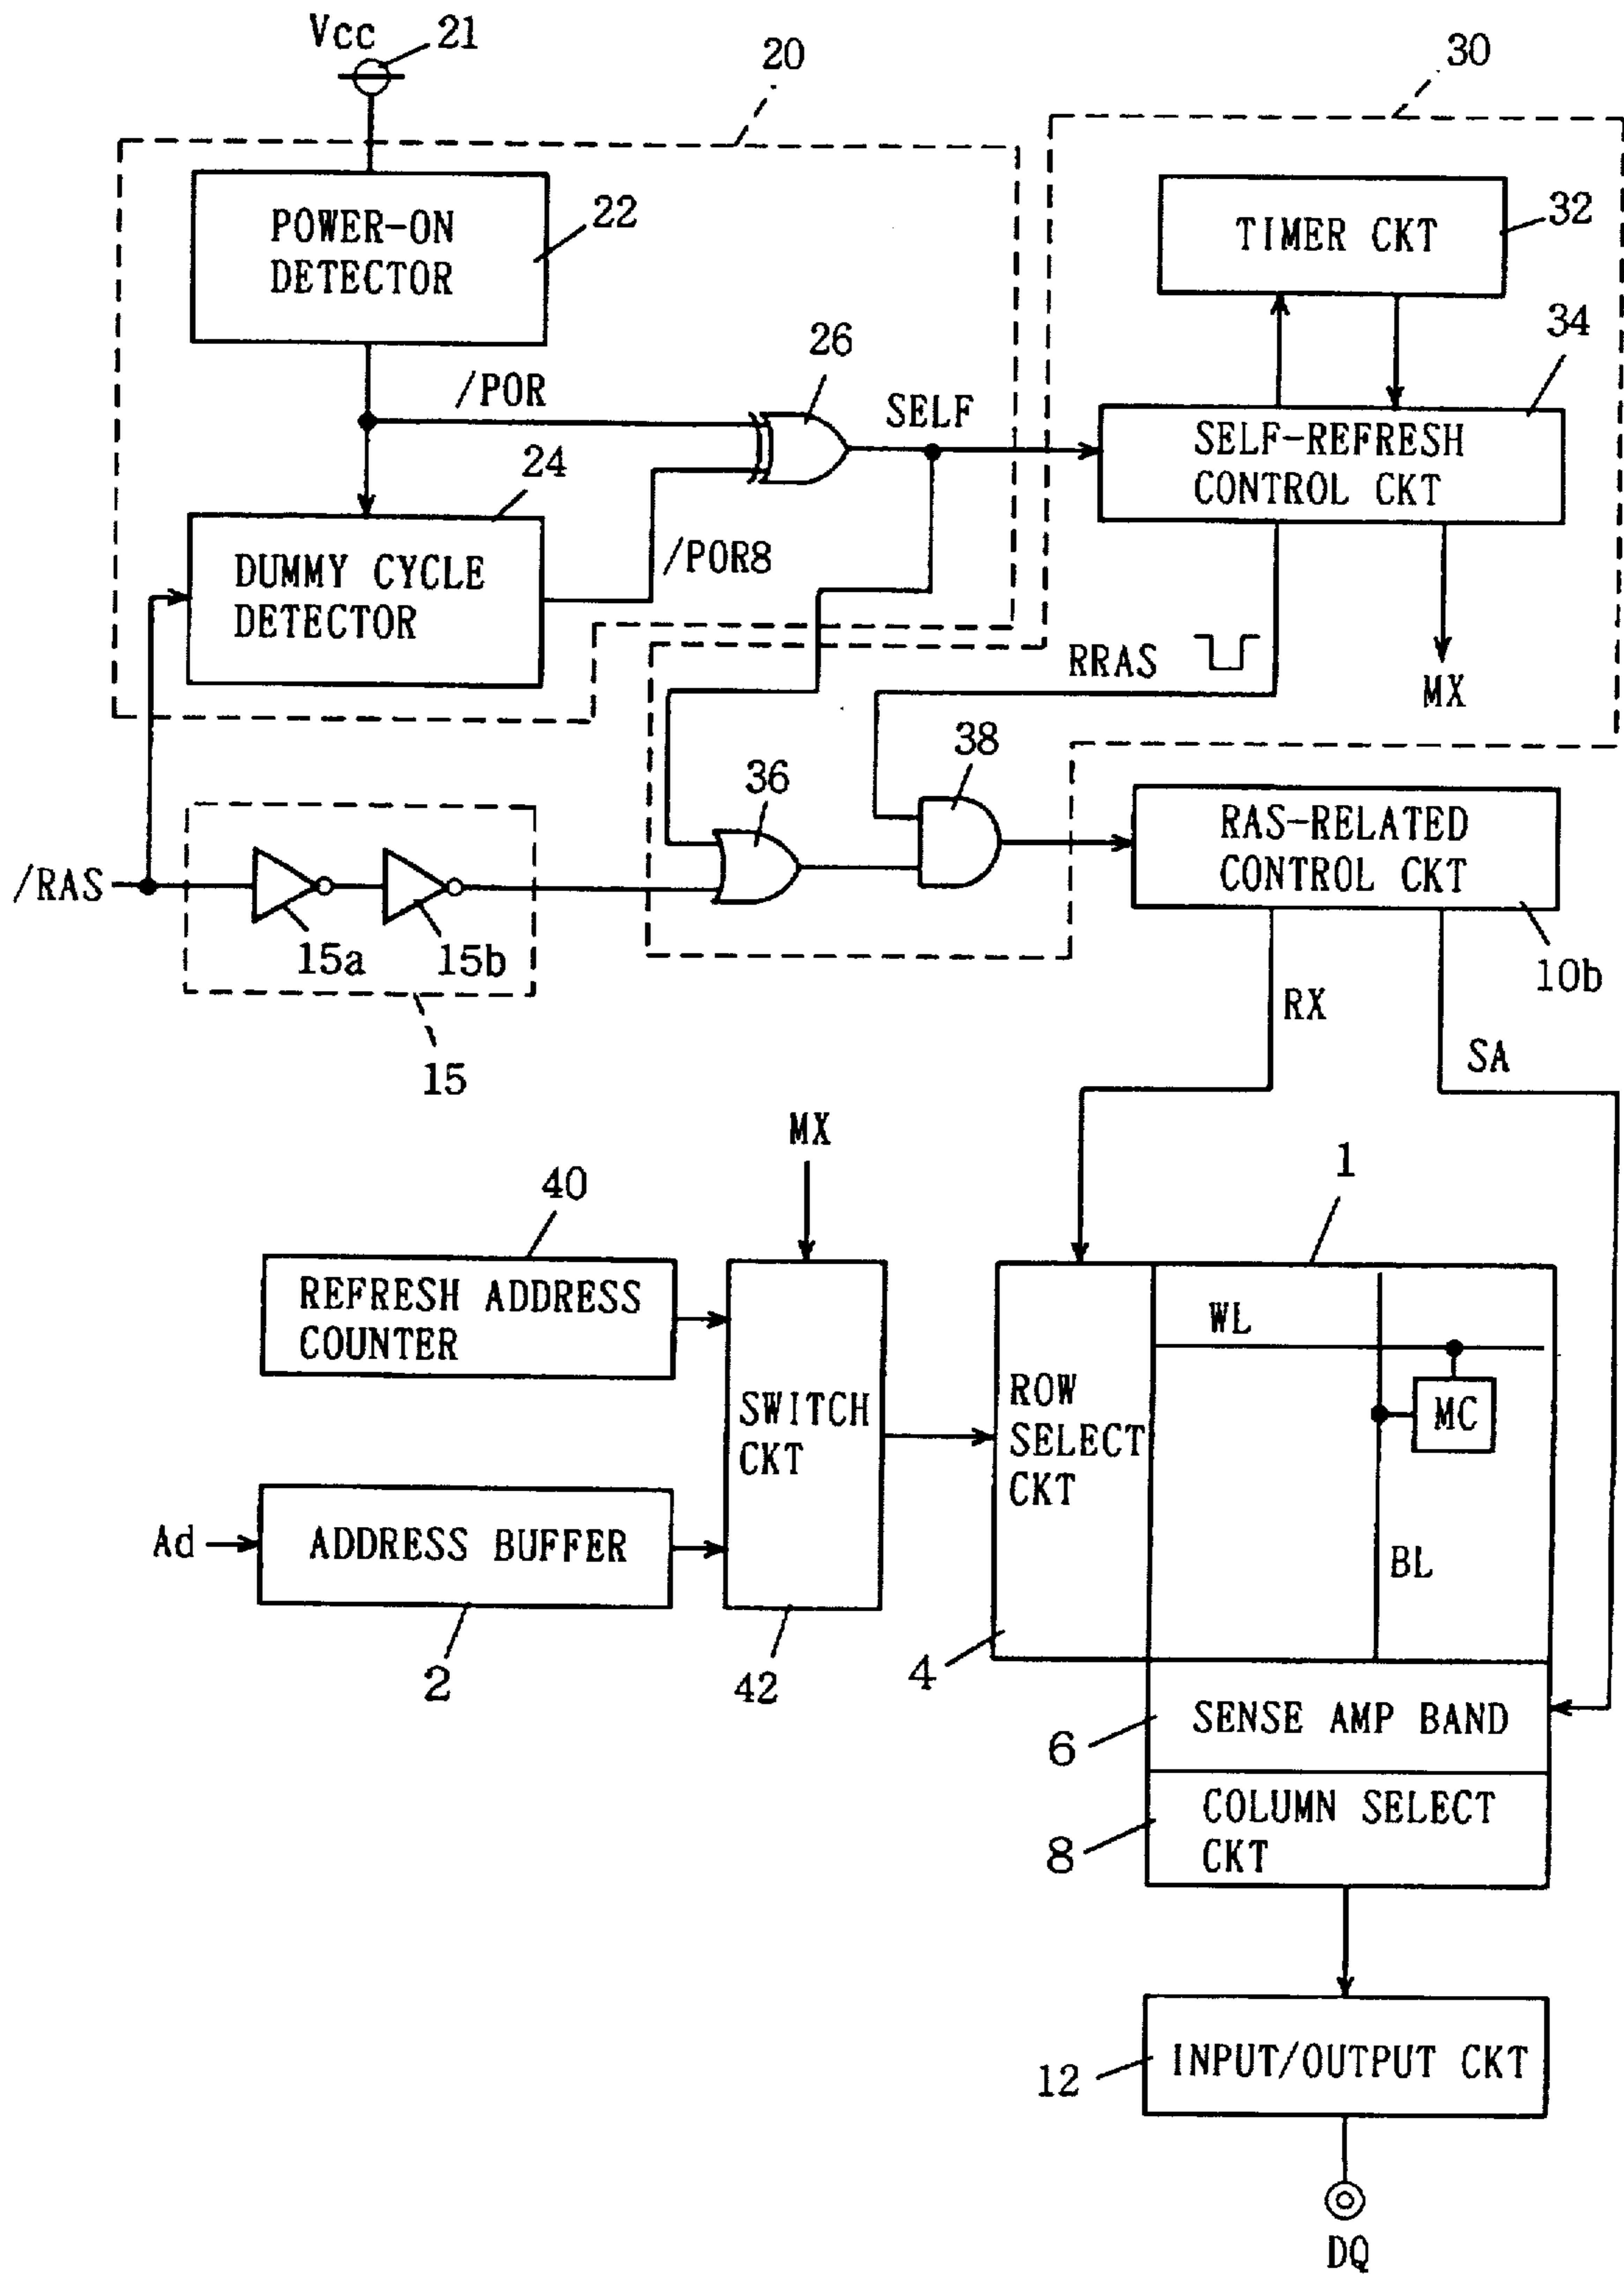 Vcc
21
20
30
POWER-ON
DETECTOR
22
TIMER CKT
32
26
34
/POR
SELF
SELF-REFRESH
CONTROL CKT
24
DUMMY CYCLE
DETECTOR
/POR8
RRAS
MX
38
36
RAS-RELATED
CONTROL CKT
/RAS
15a
15b
10b
15
RX
SA
MX
1
40
REFRESH ADDRESS
COUNTER
WL
MC
ROW
SELECT
CKT
SWITCH
CKT
Ad
ADDRESS BUFFER
BL
2
42
4
SENSE AMP BAND
6
COLUMN SELECT
CKT
8
INPUT/OUTPUT CKT
12
DQ